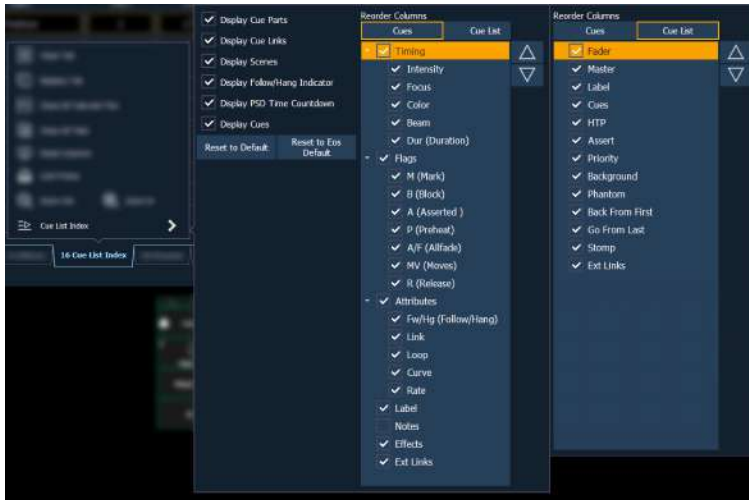 Display Cue Parts
Display Cue Links
Display Scenes
Display Follow/Hang Indicator
Display PSD Time Countdown
Display Cues
Reset to Default
Reset to Eos Default
Cue List Index
16 Cue List Index
Reorder Columns
Cues
Cue List
Timing
Intensity
Focus
Color
Beam
Dur (Duration)
Flags
M (Mark)
B (Block)
A (Asserted )
P (Preheat)
A/F (Allfade)
MV (Moves)
R (Release)
Attributes
Fw/Hg (Follow/Hang)
Link
Loop
Curve
Rate
Label
Notes
Effects
Ext Links
Reorder Columns
Cues
Cue List
Fader
Master
Label
Cues
HTP
Assert
Priority
Background
Phantom
Back From First
Go From Last
Stomp
Ext Links